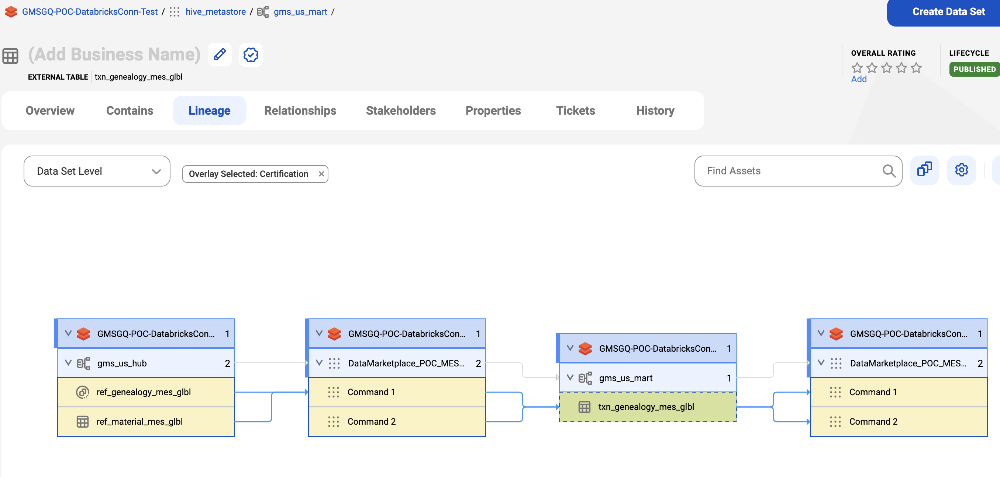 GMSGQ-POC-DatabricksConn-Test / hive_metastore / gms_us_mart /
Create Data Set
(Add Business Name)
EXTERNAL TABLE txn_genealogy_mes_glbl
OVERALL RATING
Add
LIFECYCLE
PUBLISHED
Overview Contains Lineage Relationships Stakeholders Properties Tickets History
Data Set Level
Overlay Selected: Certification ×
Find Assets
GMSGQ-POC-DatabricksCon... 1
gms_us_hub 2
ref_genealogy_mes_glbl
ref_material_mes_glbl
GMSGQ-POC-DatabricksCon... 1
DataMarketplace_POC_MES... 2
Command 1
Command 2
GMSGQ-POC-DatabricksCon... 1
gms_us_mart 1
txn_genealogy_mes_glbl
GMSGQ-POC-DatabricksCon... 1
DataMarketplace_POC_MES... 2
Command 1
Command 2